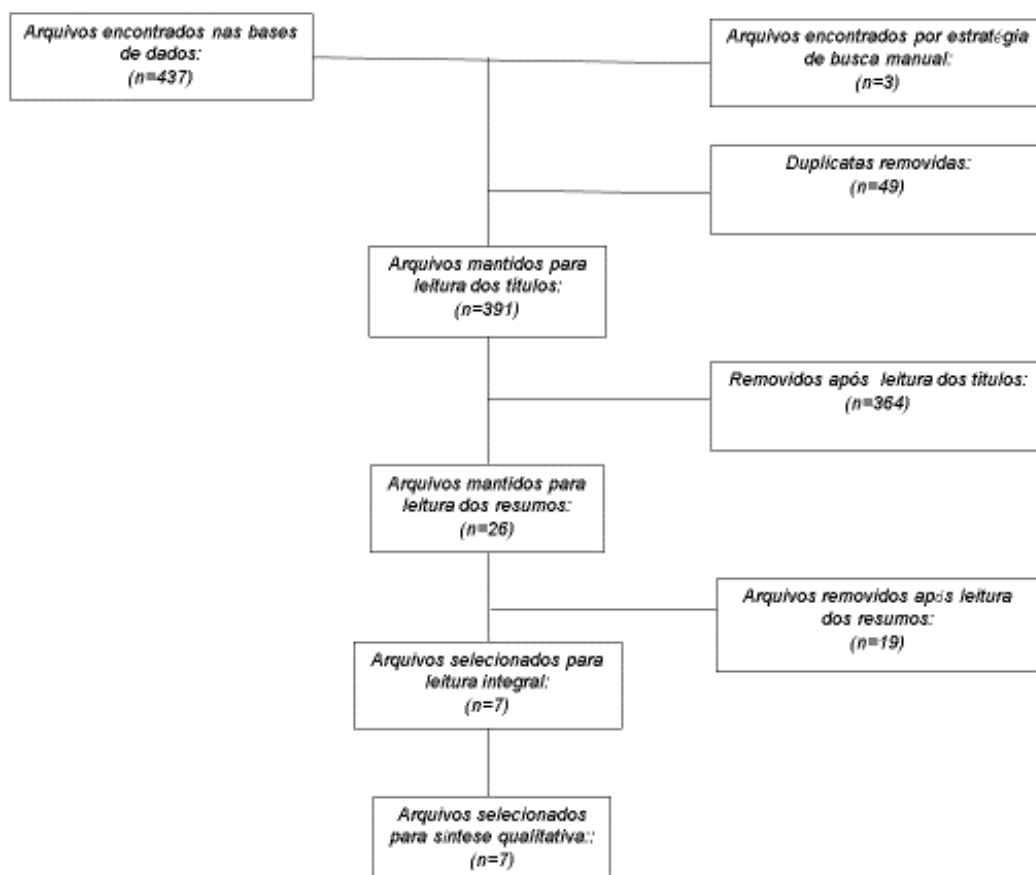 Arquivos encontrados nas bases
de dados:
(n=437)
Arquivos encontrados por estratégia
de busca manual:
(n=3)
Duplicatas removidas:
(n=49)
Arquivos mantidos para
leitura dos títulos:
(n=391)
Removidos após leitura dos títulos:
(n=364)
Arquivos mantidos para
leitura dos resumos:
(n=26)
Arquivos removidos após leitura
dos resumos:
(n=19)
Arquivos selecionados para
leitura integral:
(n=7)
Arquivos selecionados
para síntese qualitativa::
(n=7)